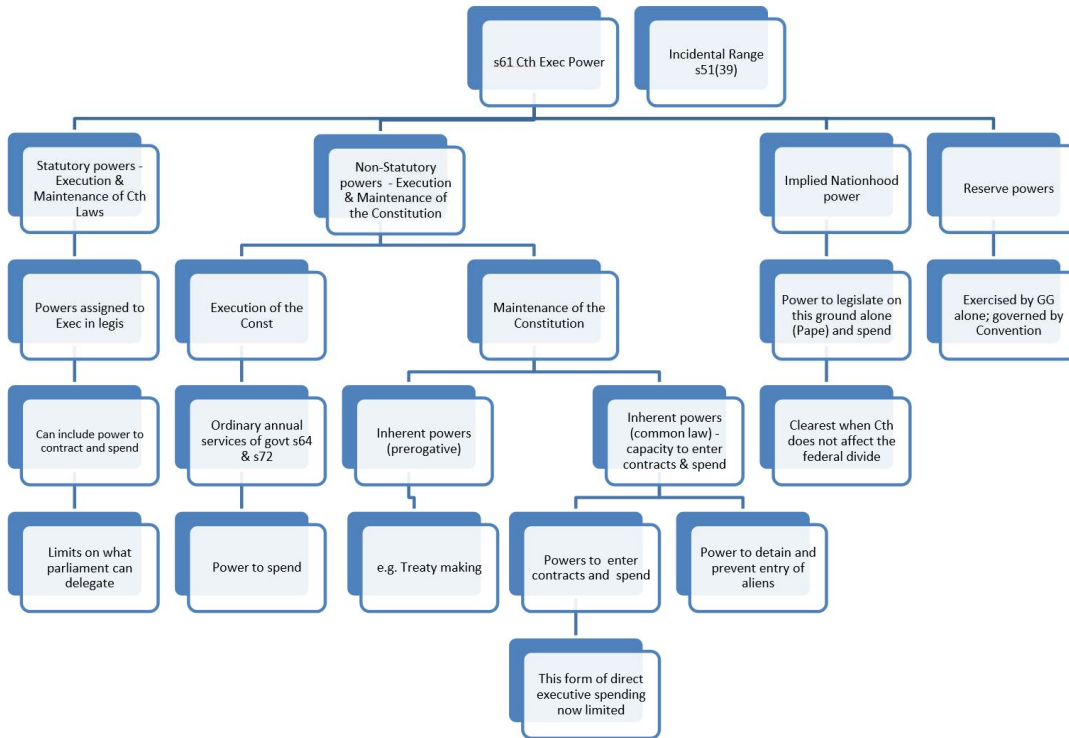 s61 Cth Exec Power
Incidental Range
s51(39)
Statutory powers -
Execution &
Maintenance of Cth
Laws
Non-Statutory
powers - Execution
& Maintenance of
the Constitution
Implied Nationhood
power
Reserve powers
Powers assigned to
Exec in legis
Execution of the
Const
Maintenance of the
Constitution
Power to legislate on
this ground alone
(Pape) and spend
Exercised by GG
alone; governed by
Convention
Can include power to
contract and spend
Ordinary annual
services of govt s64
& s72
Inherent powers
(prerogative)
Inherent powers
(common law) -
capacity to enter
contracts & spend
Clearest when Cth
does not affect the
federal divide
Limits on what
parliament can
delegate
Power to spend
e.g. Treaty making
Powers to enter
contracts and spend
Power to detain and
prevent entry of
aliens
This form of direct
executive spending
now limited